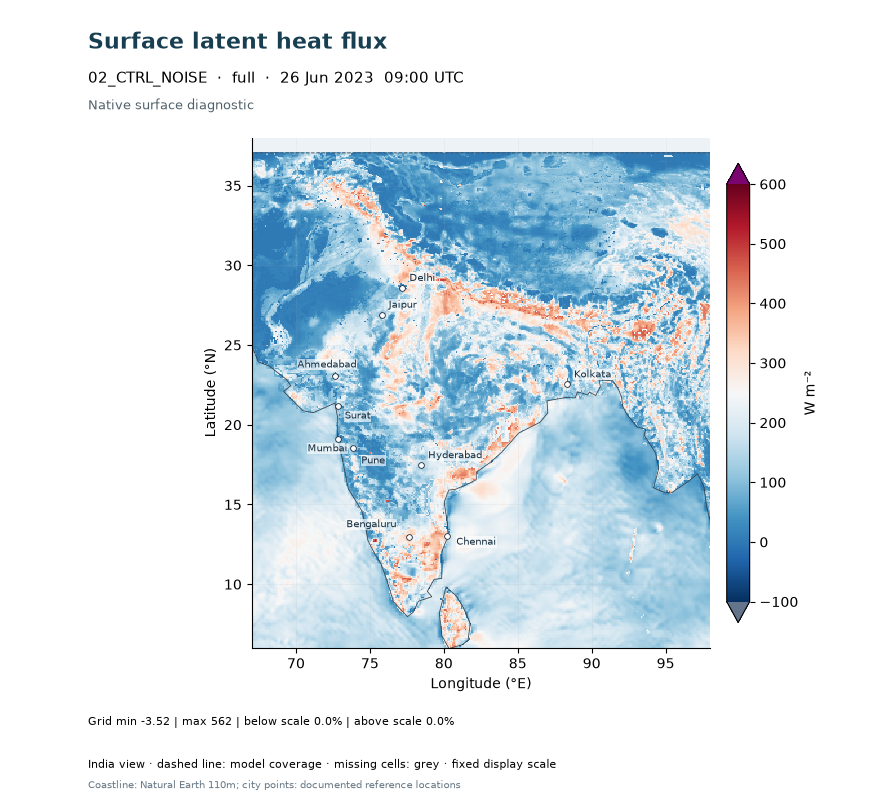 Surface latent heat flux
02_CTRL_NOISE · full · 26 Jun 2023 09:00 UTC
Native surface diagnostic
35
30
25
20
15
10
Latitude (°N)
Delhi
Jaipur
Ahmedabad
Kolkata
Surat
Mumbai
Pune
Hyderabad
Bengaluru
Chennai
70
75
80
85
90
95
Longitude (°E)
600
500
400
300
200
100
0
−100
W m⁻²
Grid min -3.52 | max 562 | below scale 0.0% | above scale 0.0%
India view · dashed line: model coverage · missing cells: grey · fixed display scale
Coastline: Natural Earth 110m; city points: documented reference locations